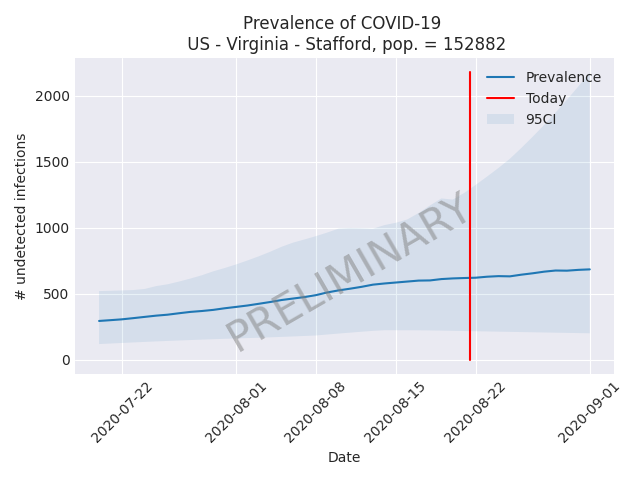 Prevalence of COVID-19
US - Virginia - Stafford, pop. = 152882
Prevalence
Today
95CI
2000
1500
1000
500
0
# undetected infections
PRELIMINARY
2020-07-22
2020-08-01
2020-08-08
2020-08-15
2020-08-22
2020-09-01
Date